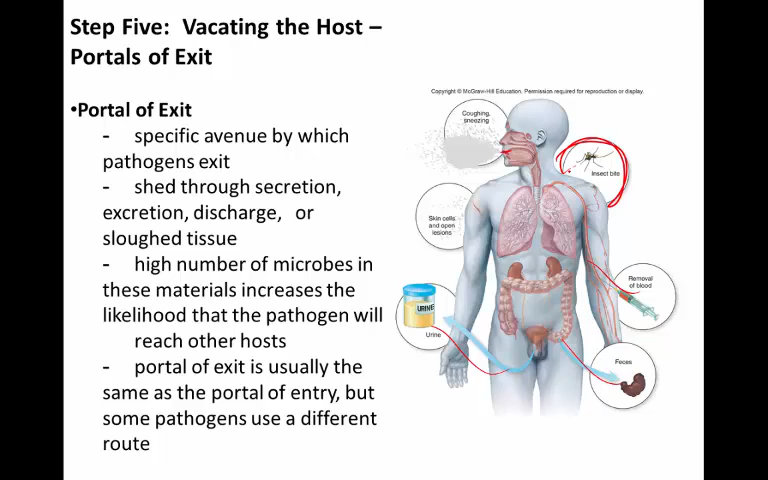 Step Five:  Vacating the Host –
Portals of Exit
Copyright © McGraw-Hill Education. Permission required for reproduction or display.
•Portal of Exit
- specific avenue by which
pathogens exit
- shed through secretion,
excretion, discharge, or
sloughed tissue
- high number of microbes in
these materials increases the
likelihood that the pathogen will
reach other hosts
- portal of exit is usually the
same as the portal of entry, but
some pathogens use a different
route
Coughing,
sneezing
Insect bite
Skin cells
and open
lesions
Removal
of blood
URINE
Urine
Feces